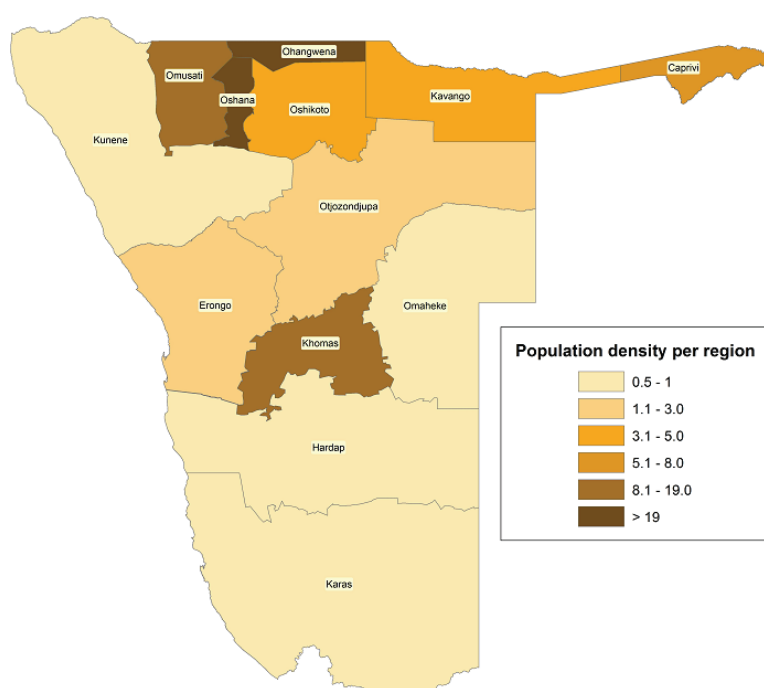 Ohangwena
Omusati
Caprivi
Oshana
Kavango
Oshikoto
Kunene
Otjozondjupa
Erongo
Omaheke
Khomas
Hardap
Karas
Population density per region
0.5 - 1
1.1 - 3.0
3.1 - 5.0
5.1 - 8.0
8.1 - 19.0
> 19